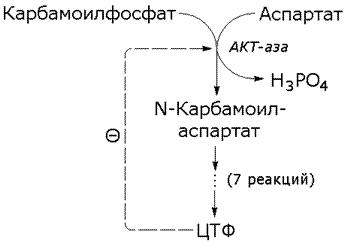 Карбамоилфосфат Аспартат
АКТ-аза
H₃PO₄
N-Карбамоил-
аспартат
⊖
(7 реакций)
ЦТФ